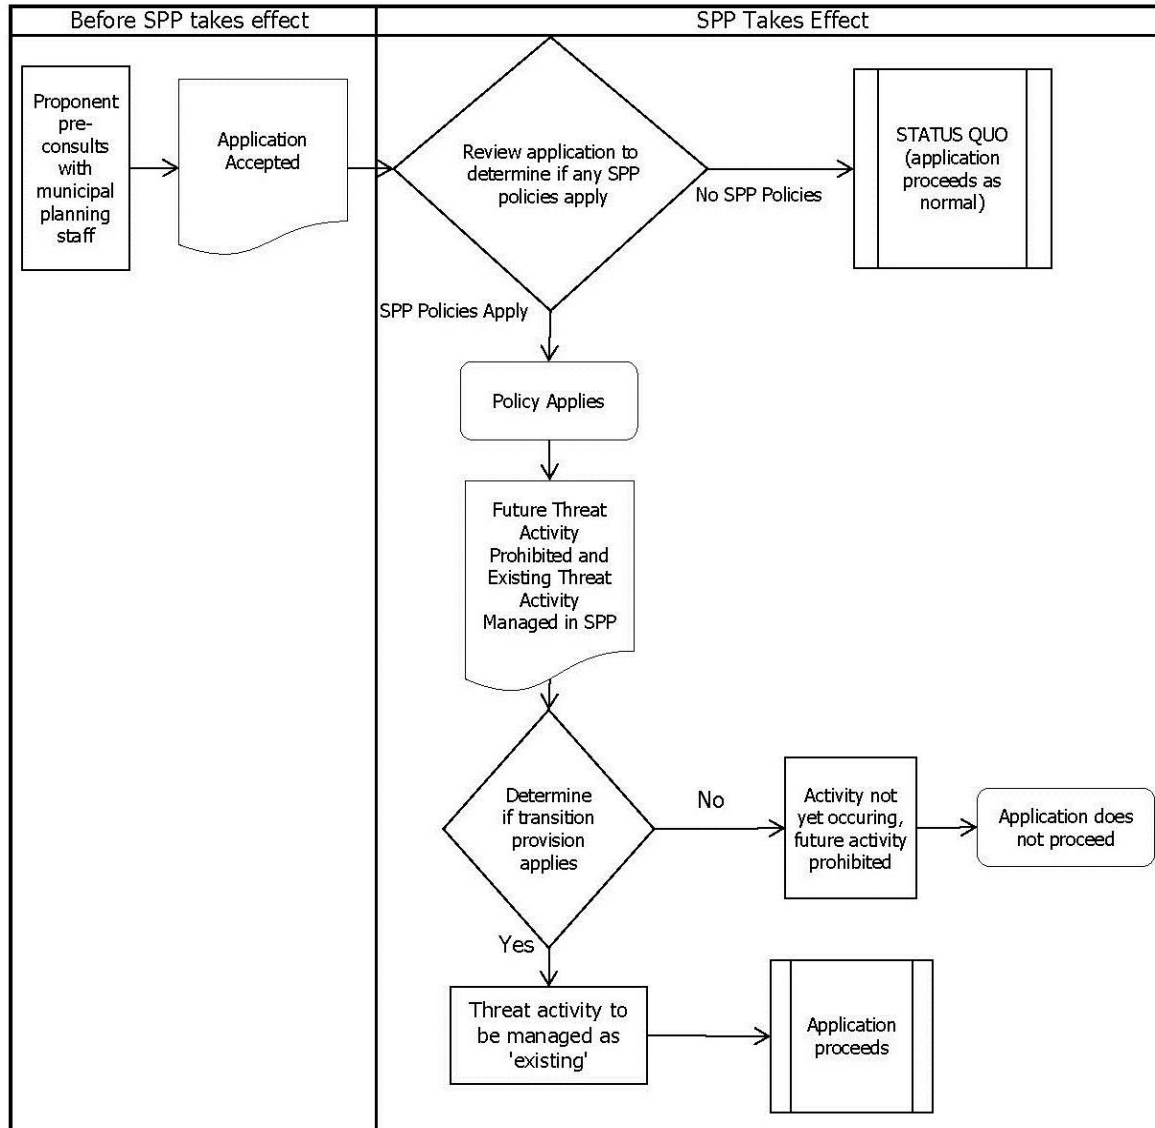 Before SPP takes effect
SPP Takes Effect
Proponent
pre-
consults
with
municipal
planning
staff
Application
Accepted
Review application to
determine if any SPP
policies apply
No SPP Policies
STATUS QUO
(application
proceeds as
normal)
SPP Policies Apply
Policy Applies
Future Threat
Activity
Prohibited and
Existing Threat
Activity
Managed in SPP
Determine
if transition
provision
applies
No
Activity not
yet occuring,
future activity
prohibited
Application does
not proceed
Yes
Threat activity to
be managed as
'existing'
Application
proceeds